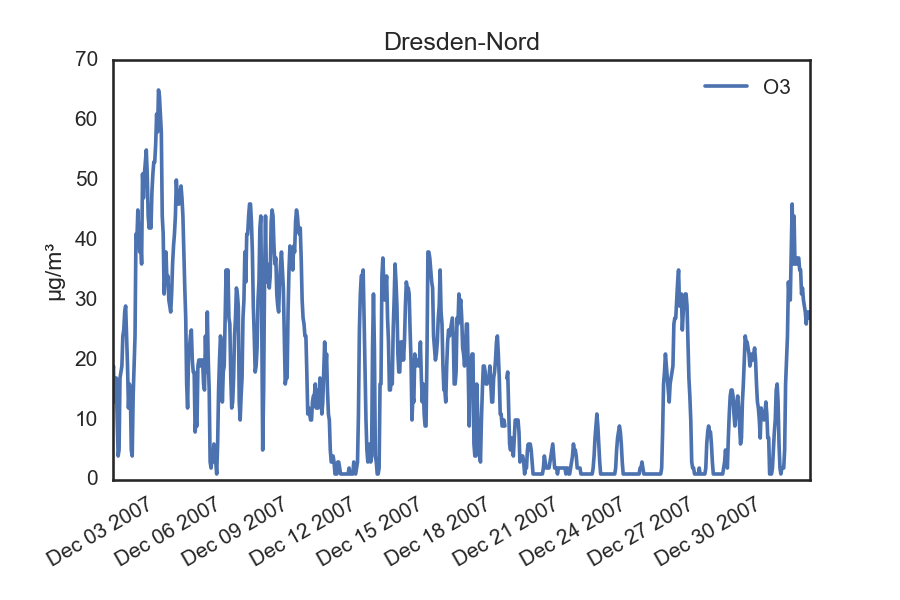 Dresden-Nord
O3
µg/m³
70
60
50
40
30
20
10
0
Dec 03 2007
Dec 06 2007
Dec 09 2007
Dec 12 2007
Dec 15 2007
Dec 18 2007
Dec 21 2007
Dec 24 2007
Dec 27 2007
Dec 30 2007